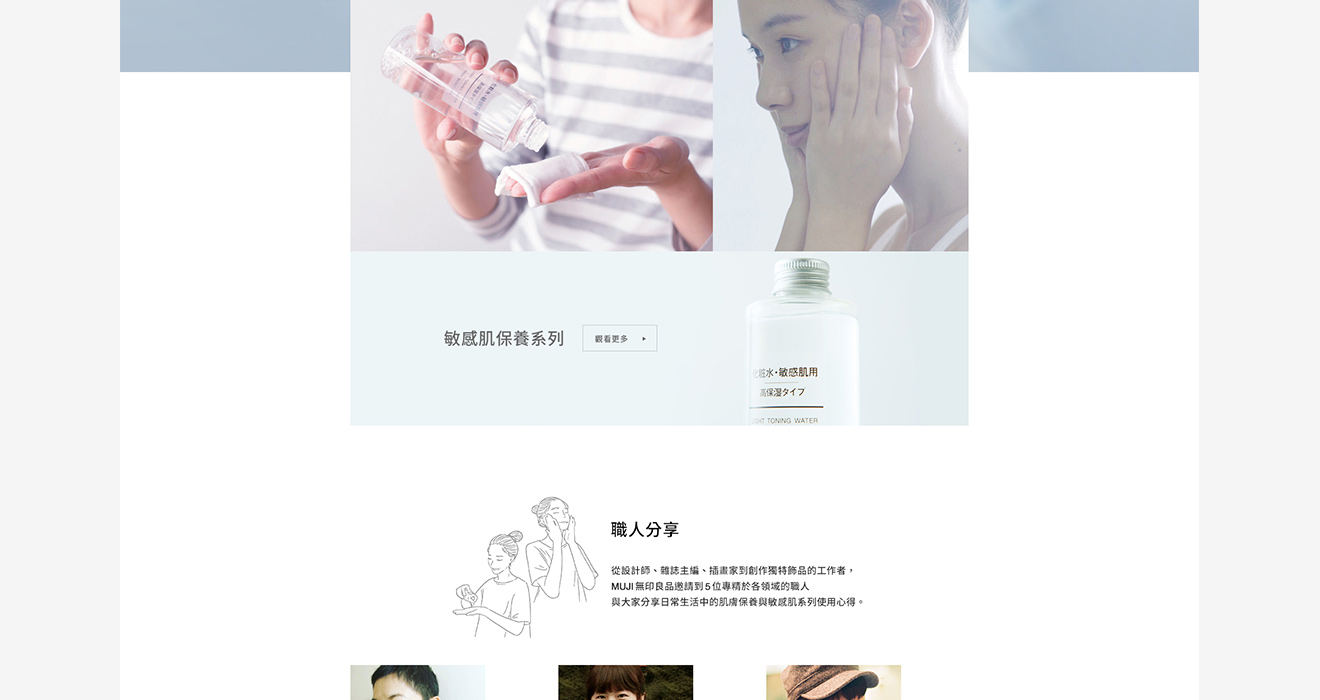 敏感肌保養系列
觀看更多
化粧水・敏感肌用
高保湿タイプ
LIGHT TONING WATER
職人分享
從設計師、雜誌主編、插畫家到創作獨特飾品的工作者，
MUJI 無印良品邀請到 5 位專精於各領域的職人
與大家分享日常生活中的肌膚保養與敏感肌系列使用心得。